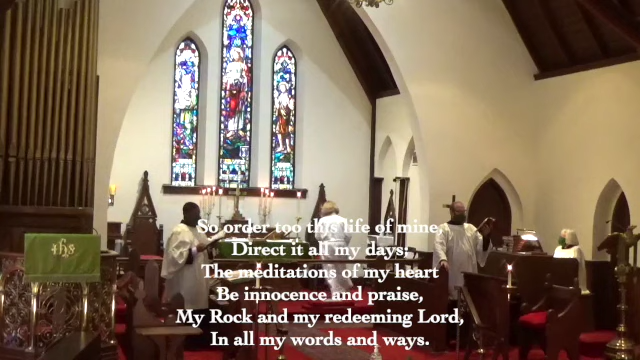 So order too this life of mine,
Direct it all my days;
The meditations of my heart
Be innocence and praise,
My Rock and my redeeming Lord,
In all my words and ways.
ihs